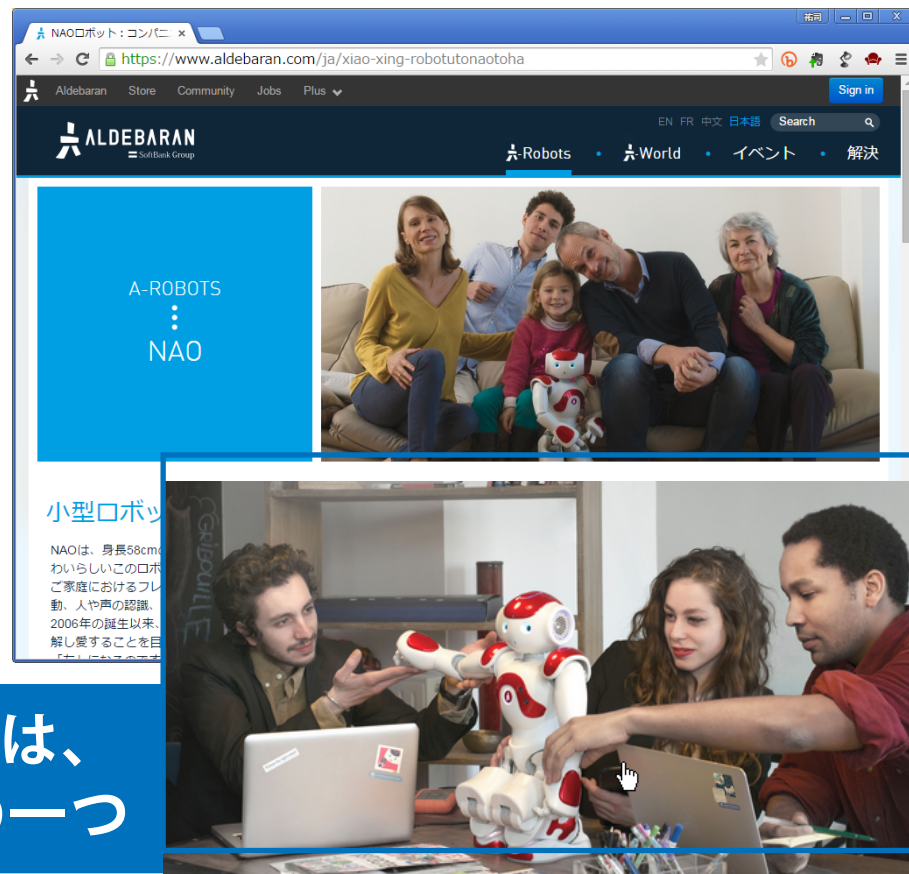 NAOロボット：コンパニ
祐司
https://www.aldebaran.com/ja/xiao-xing-robotutonaotoha
Aldebaran Store Community Jobs Plus
Sign in
EN FR 中文 日本語 Search
ALDEBARAN
SoftBank Group
-Robots • -World • イベント • 解決
A-ROBOTS
NAO
小型ロボッ
NAOは、身長58cm
わいらしいこのロボ
ご家庭におけるフレ
動、人や声の認識、
2006年の誕生以来、
解し愛することを目
GRIBOUILLE
は、
の一つ